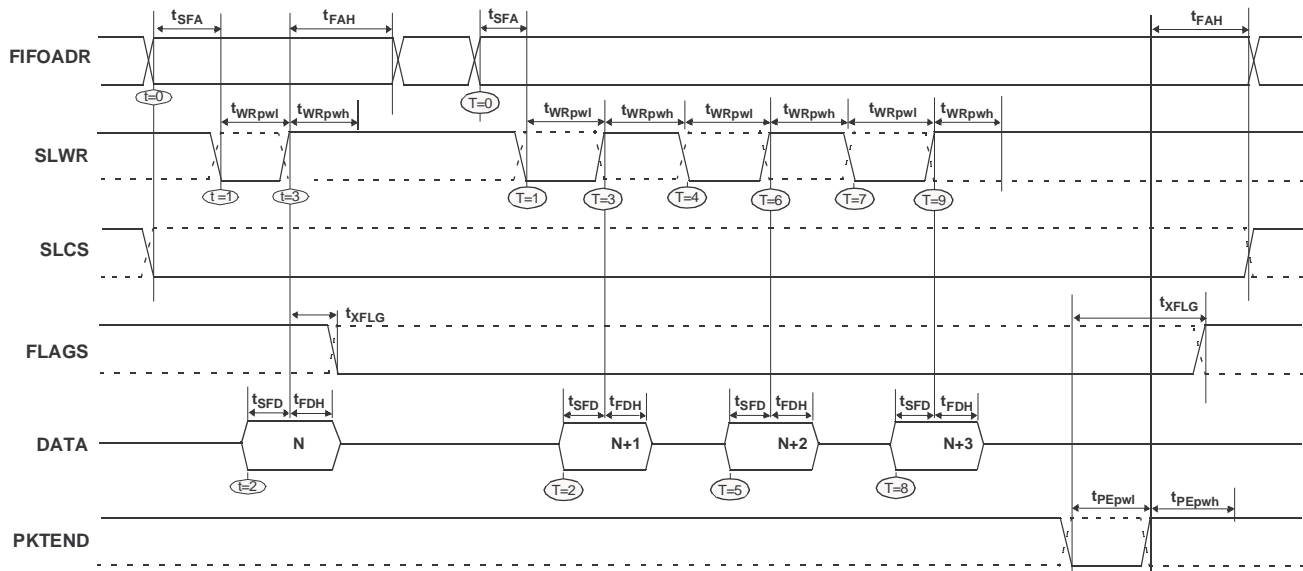 tSFA tFAH tSFA tFAH
FIFOADR
t=0 T=0
tWRpwl tWRpwh tWRpwl tWRpwh tWRpwl tWRpwh tWRpwl tWRpwh
SLWR
t =1 t=3 T=1 T=3 T=4 T=6 T=7 T=9
SLCS
tXFLG tXFLG
FLAGS
tSFD tFDH tSFD tFDH tSFD tFDH tSFD tFDH
DATA N N+1 N+2 N+3
t=2 T=2 T=5 T=8
tPEpwl tPEpwh
PKTEND